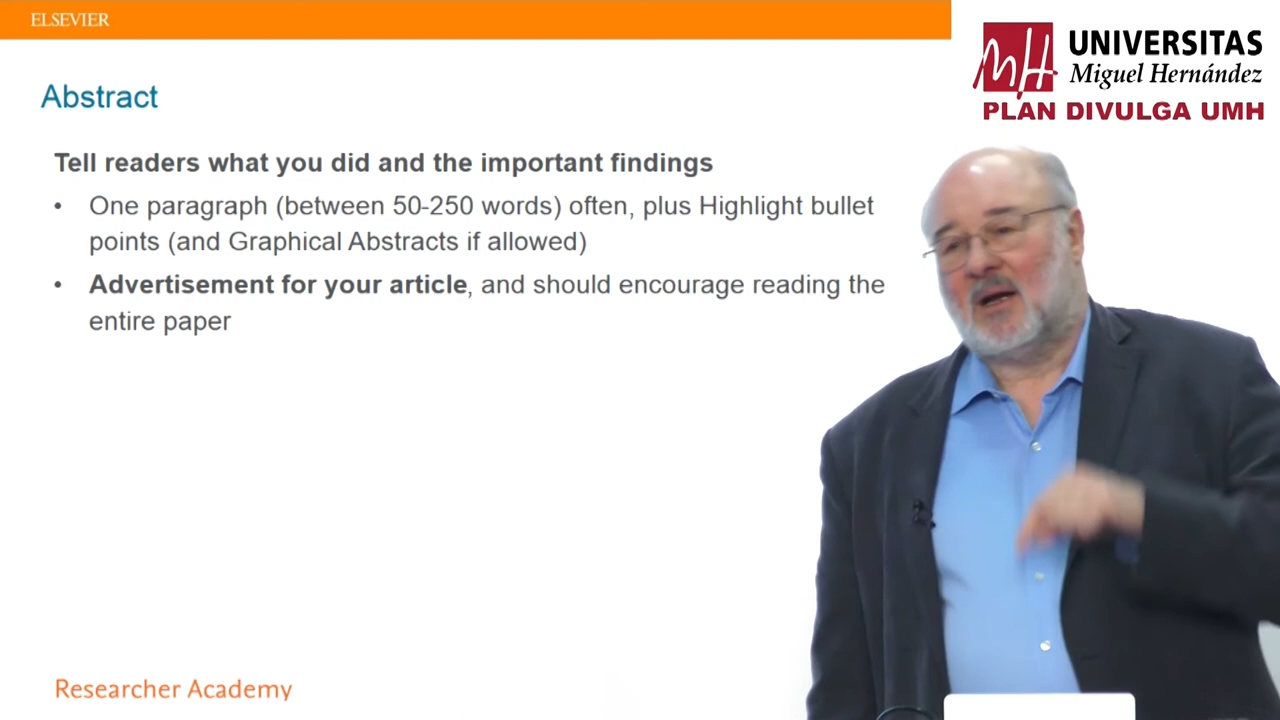 ELSEVIER
UNIVERSITAS
Miguel Hernández
PLAN DIVULGA UMH
Abstract
Tell readers what you did and the important findings
• One paragraph (between 50-250 words) often, plus Highlight bullet
points (and Graphical Abstracts if allowed)
• Advertisement for your article, and should encourage reading the
entire paper
Researcher Academy